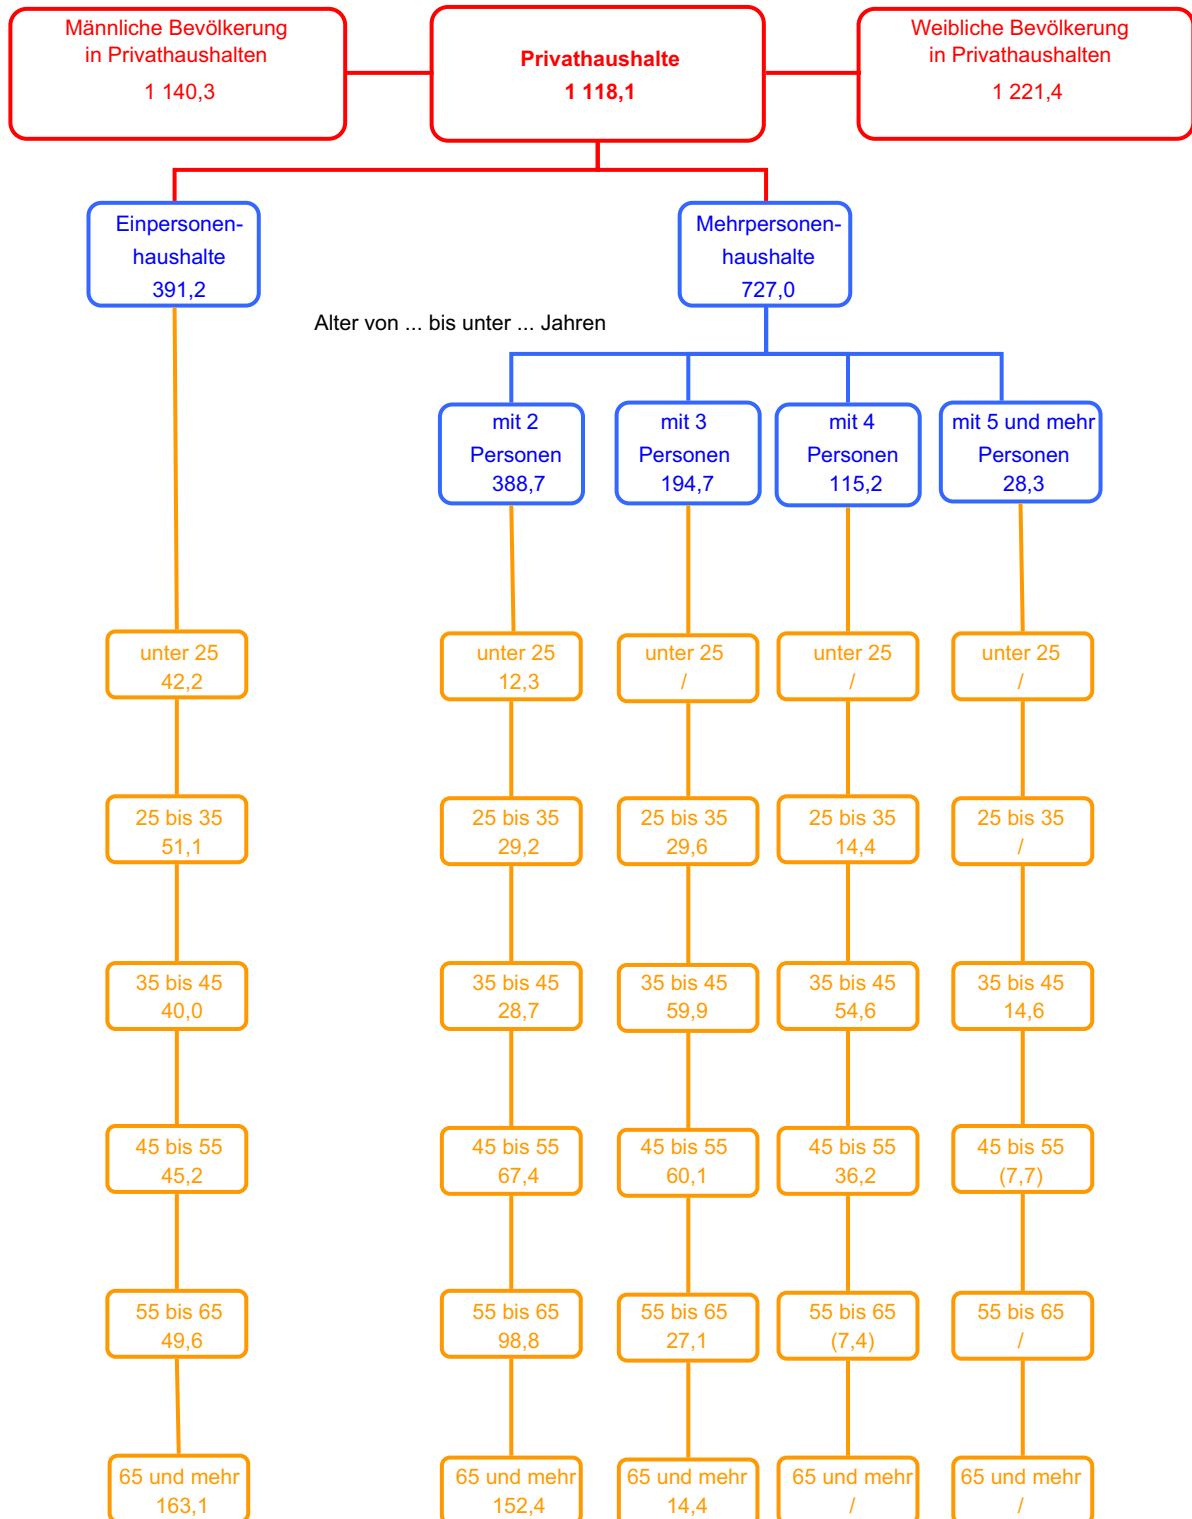 Männliche Bevölkerung
in Privathaushalten
1 140,3
Privathaushalte
1 118,1
Weibliche Bevölkerung
in Privathaushalten
1 221,4
Einpersonen-
haushalte
391,2
Mehrpersonen-
haushalte
727,0
Alter von ... bis unter ... Jahren
mit 2
Personen
388,7
mit 3
Personen
194,7
mit 4
Personen
115,2
mit 5 und mehr
Personen
28,3
unter 25
42,2
unter 25
12,3
unter 25
/
unter 25
/
unter 25
/
25 bis 35
51,1
25 bis 35
29,2
25 bis 35
29,6
25 bis 35
14,4
25 bis 35
/
35 bis 45
40,0
35 bis 45
28,7
35 bis 45
59,9
35 bis 45
54,6
35 bis 45
14,6
45 bis 55
45,2
45 bis 55
67,4
45 bis 55
60,1
45 bis 55
36,2
45 bis 55
(7,7)
55 bis 65
49,6
55 bis 65
98,8
55 bis 65
27,1
55 bis 65
(7,4)
55 bis 65
/
65 und mehr
163,1
65 und mehr
152,4
65 und mehr
14,4
65 und mehr
/
65 und mehr
/